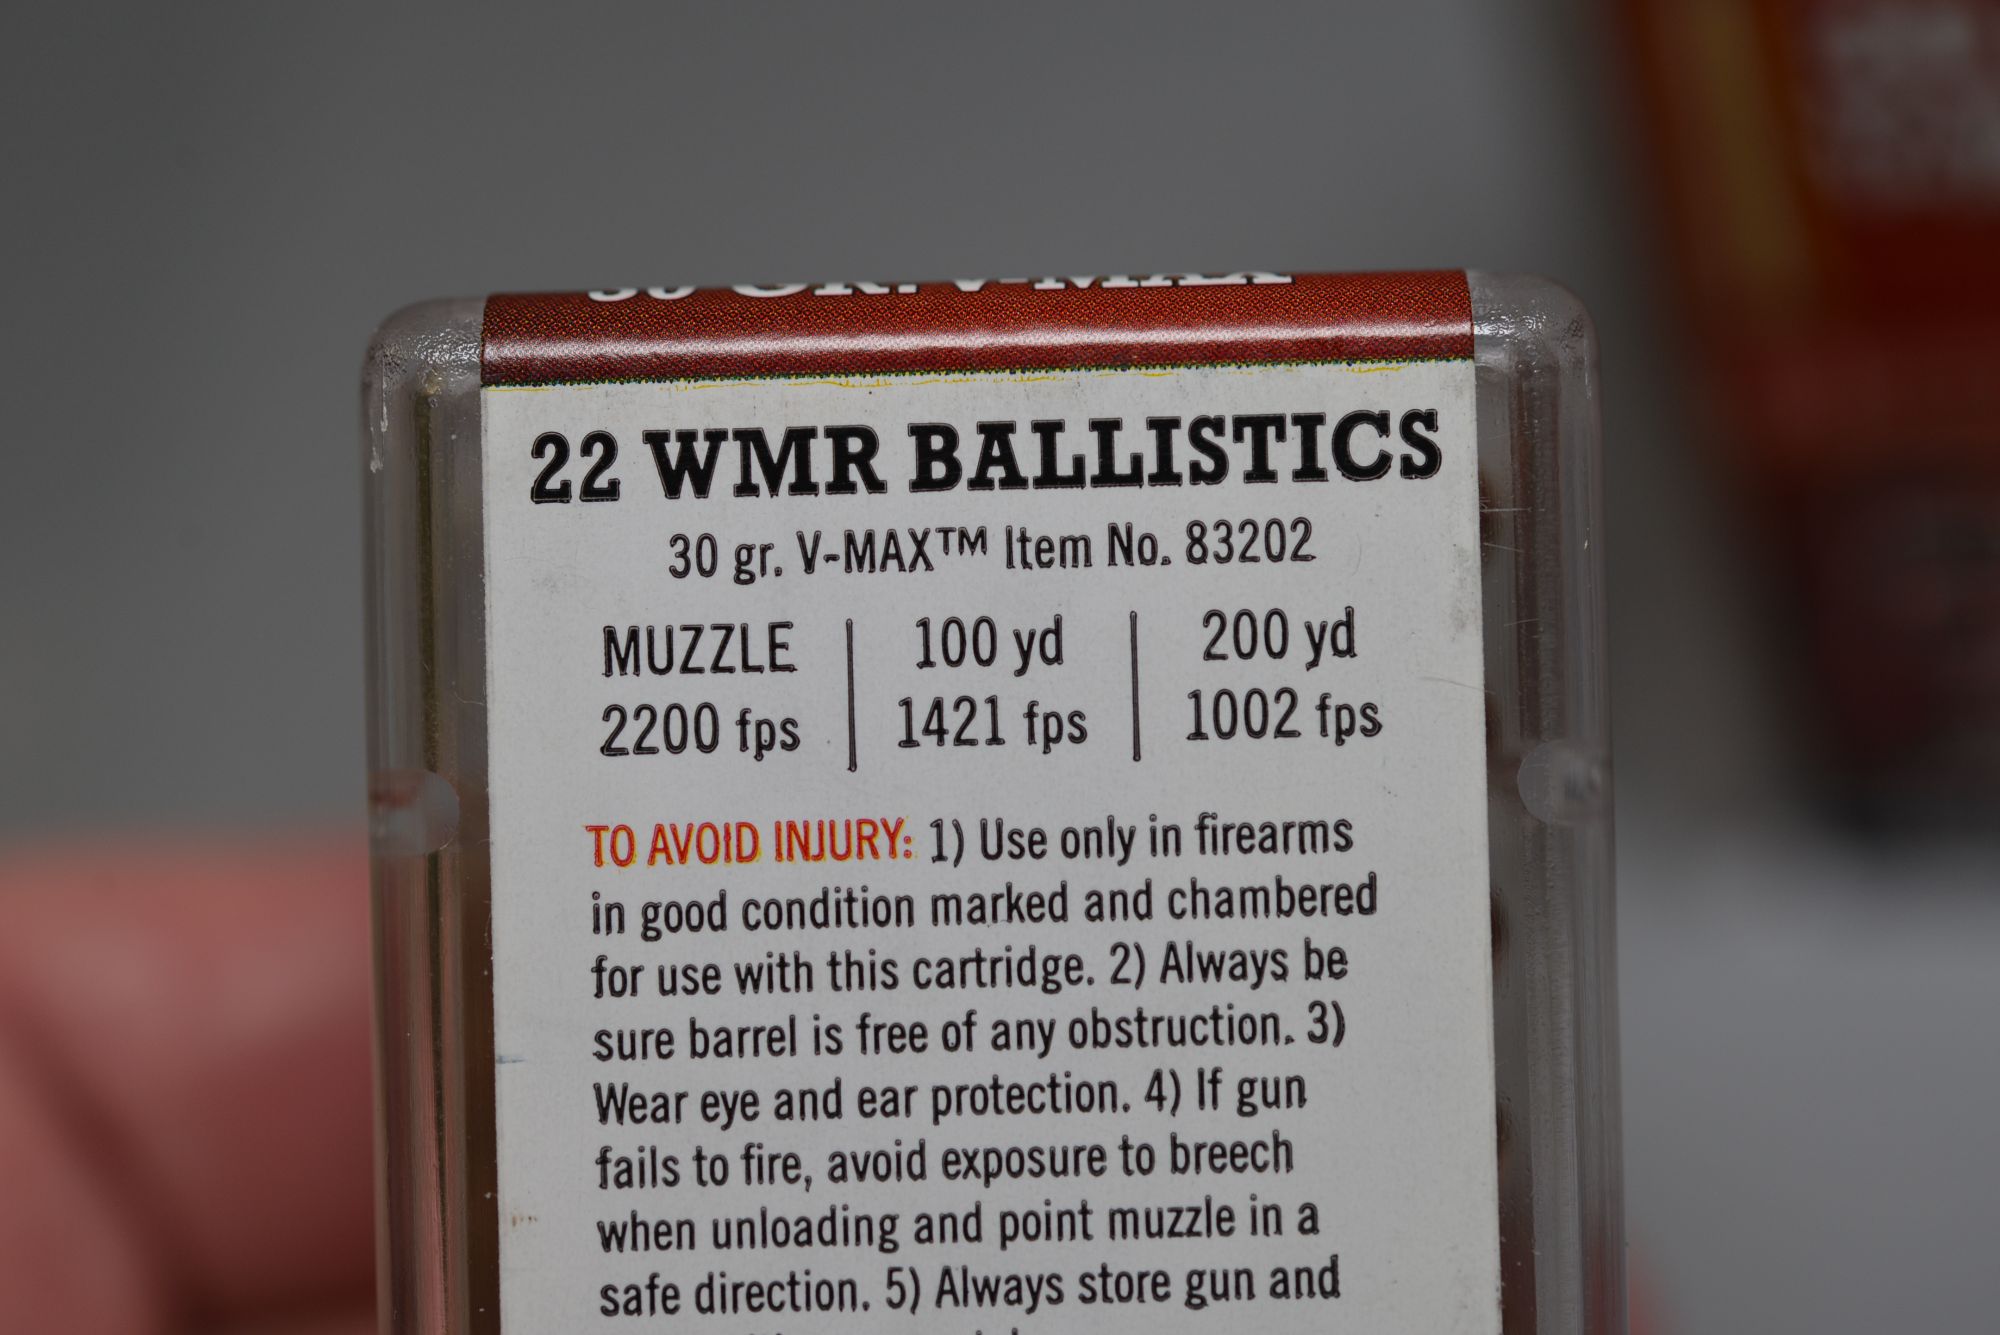 30 GR. V-MAX
22 WMR BALLISTICS
30 gr. V-MAX™ Item No. 83202
MUZZLE | 100 yd | 200 yd
2200 fps | 1421 fps | 1002 fps
TO AVOID INJURY: 1) Use only in firearms
in good condition marked and chambered
for use with this cartridge. 2) Always be
sure barrel is free of any obstruction. 3)
Wear eye and ear protection. 4) If gun
fails to fire, avoid exposure to breech
when unloading and point muzzle in a
safe direction. 5) Always store gun and